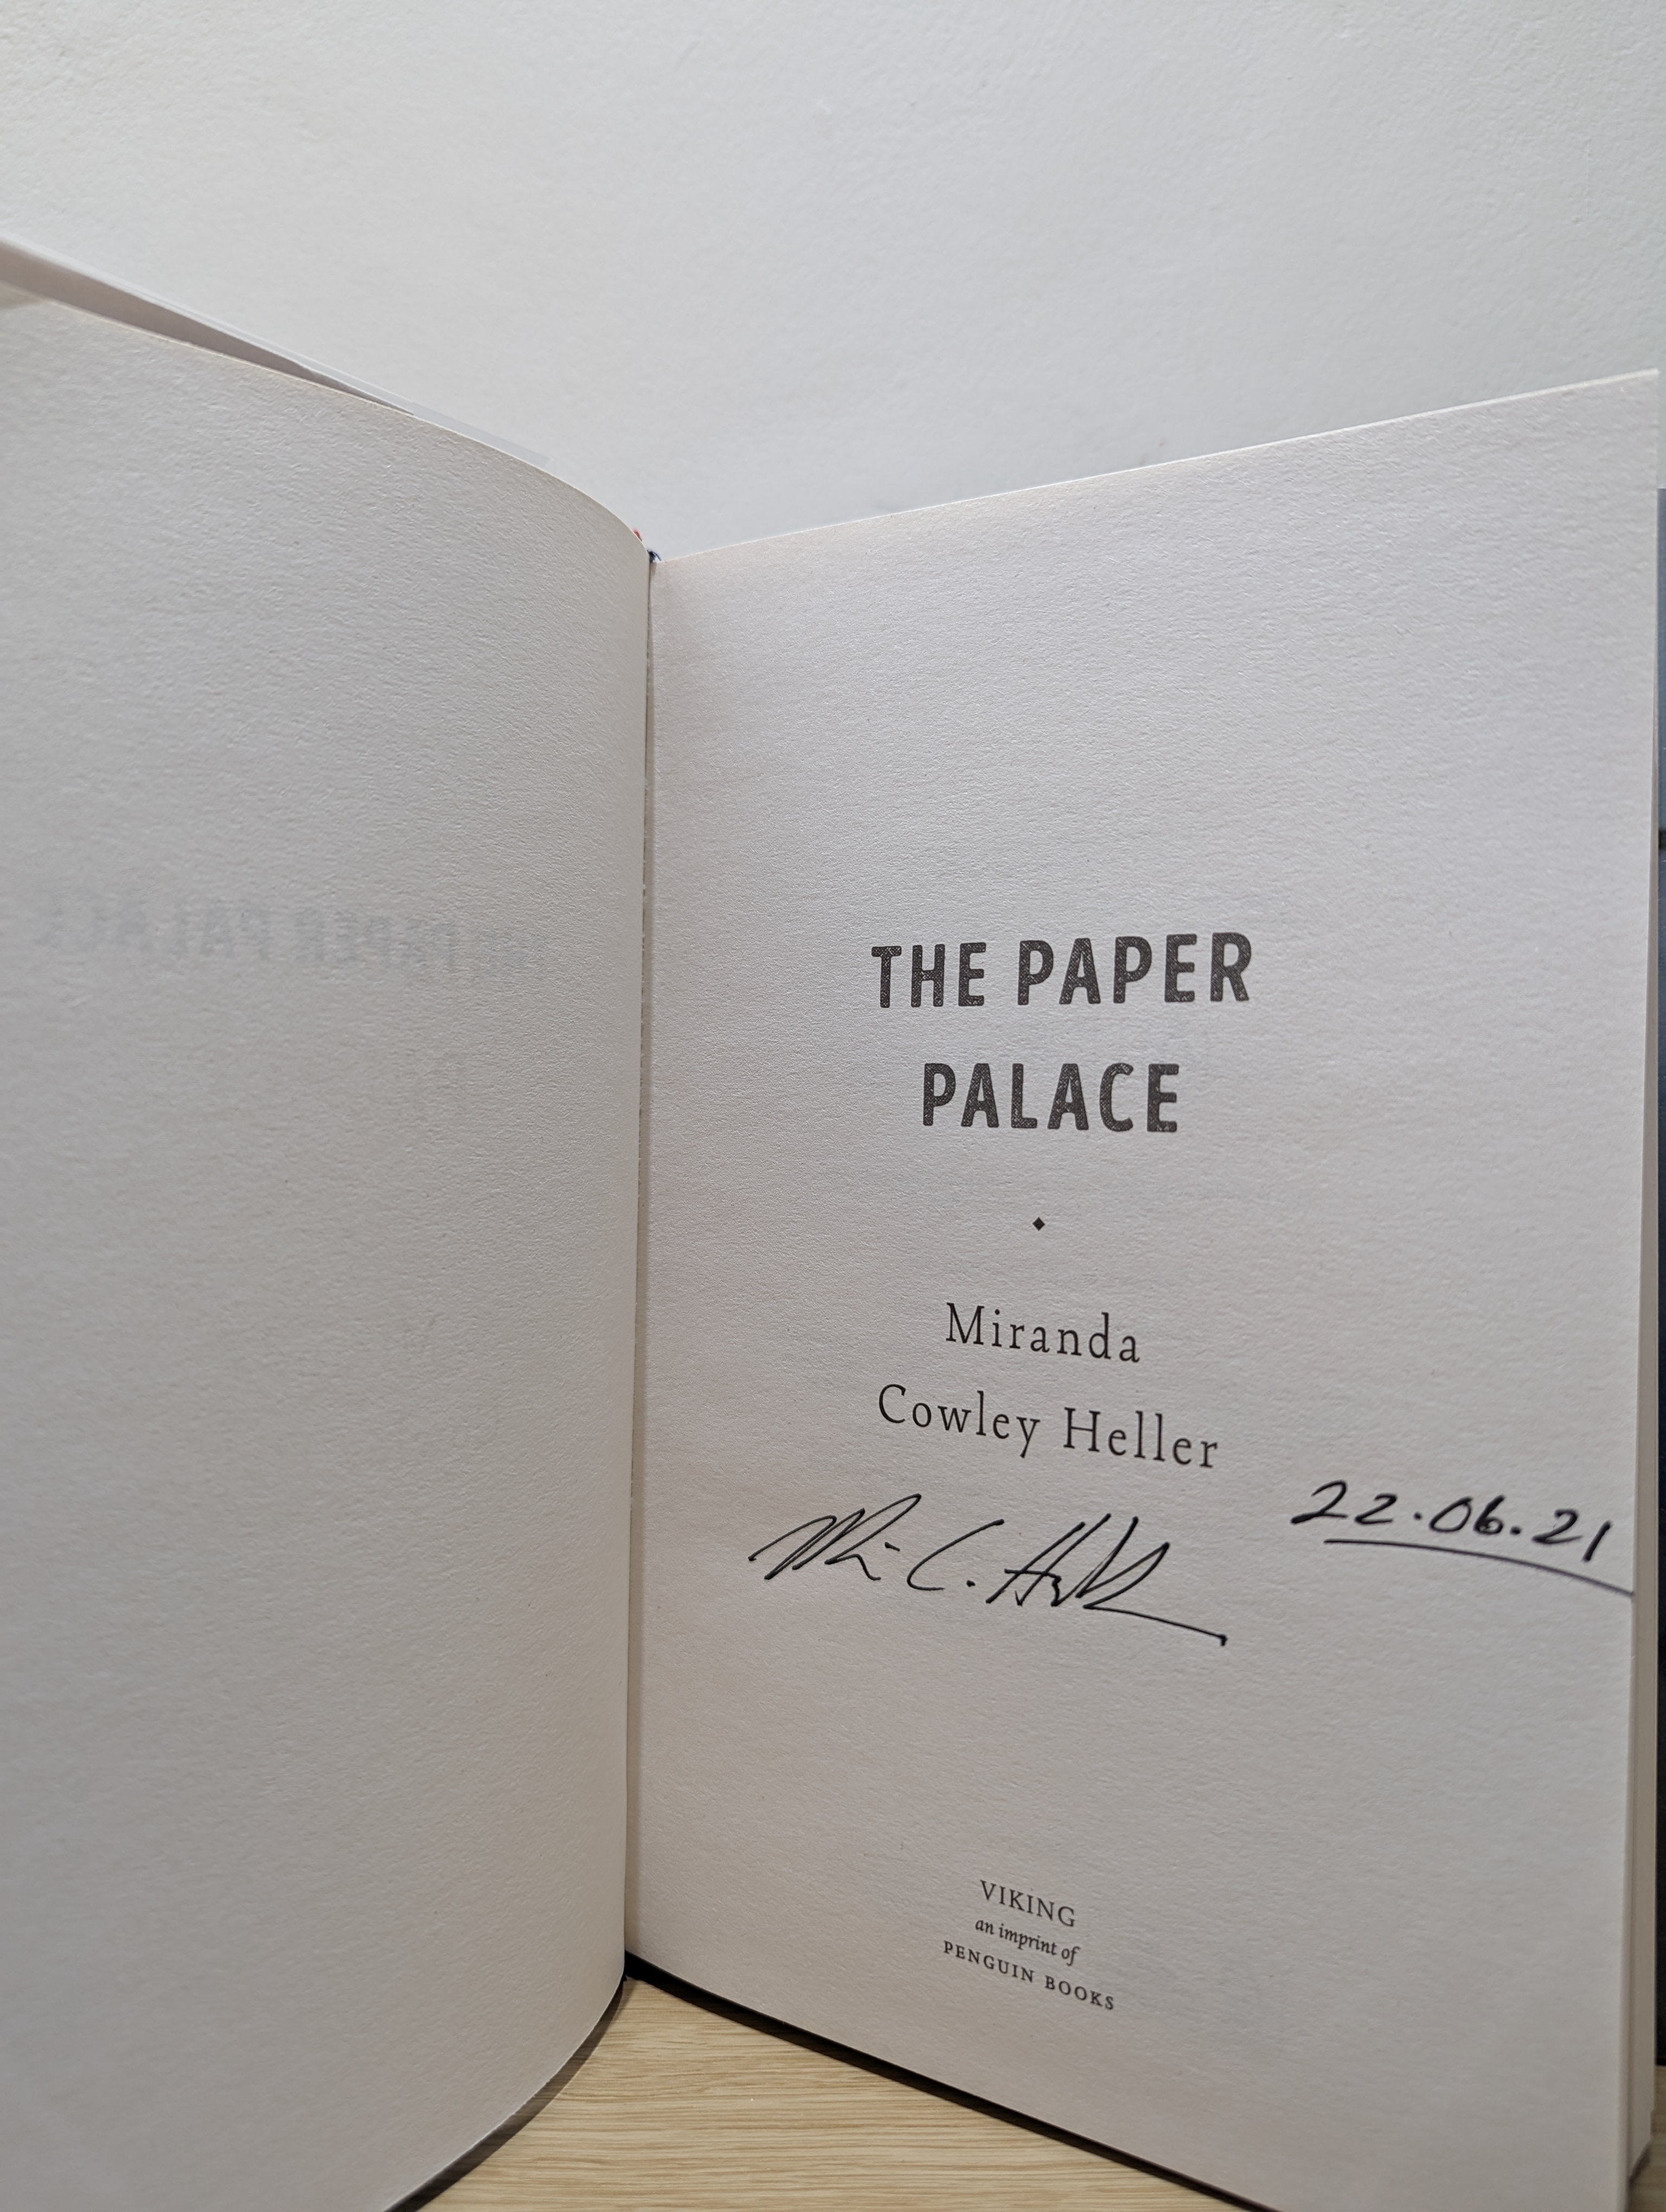 THE PAPER
PALACE
Miranda
Cowley Heller
22.06.21
VIKING
an imprint of
PENGUIN BOOKS